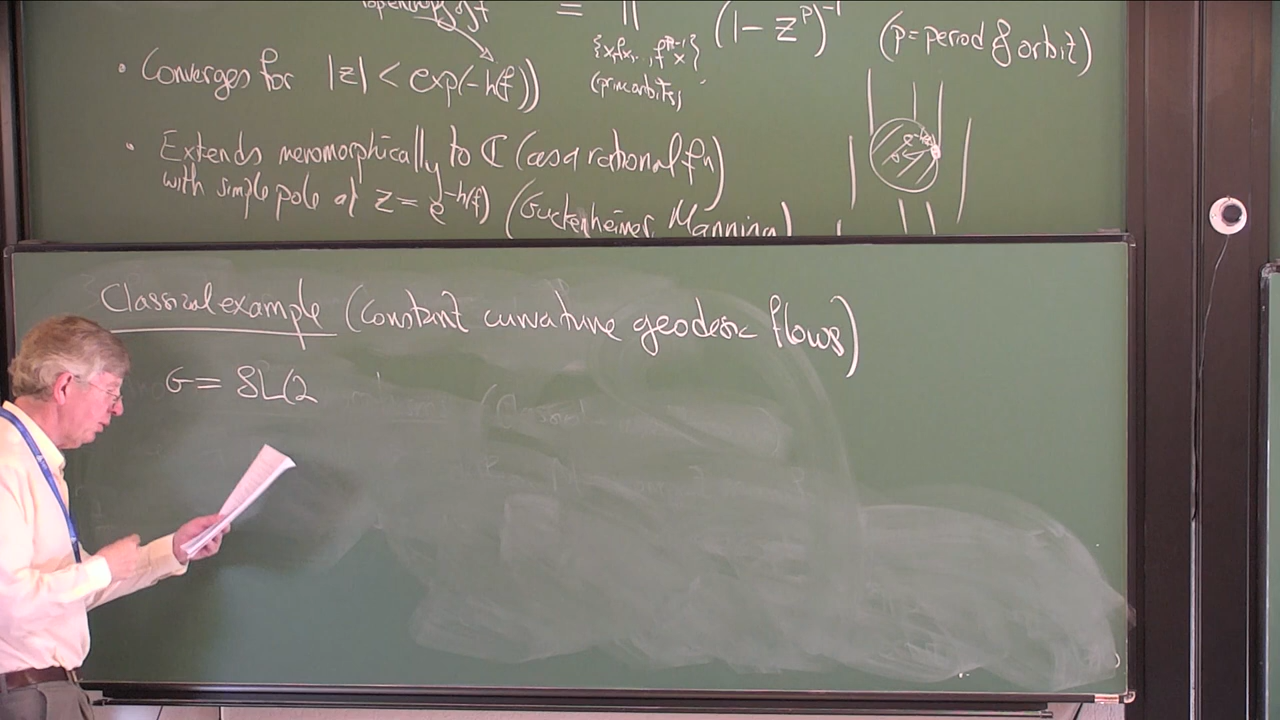 = ∏ (1-z^p)^{-1} (p = period of orbit)
{x, fx, .., f^{p-1}x}
(prime orbits)
• Converges for |z| < exp(-h(f))
• Extends meromorphically to ℂ (as a rational fn)
with simple pole at z = e^{-h(f)} (Guckenheimer, Manning)
Classical example (constant curvature geodesic flows)
G = SL(2